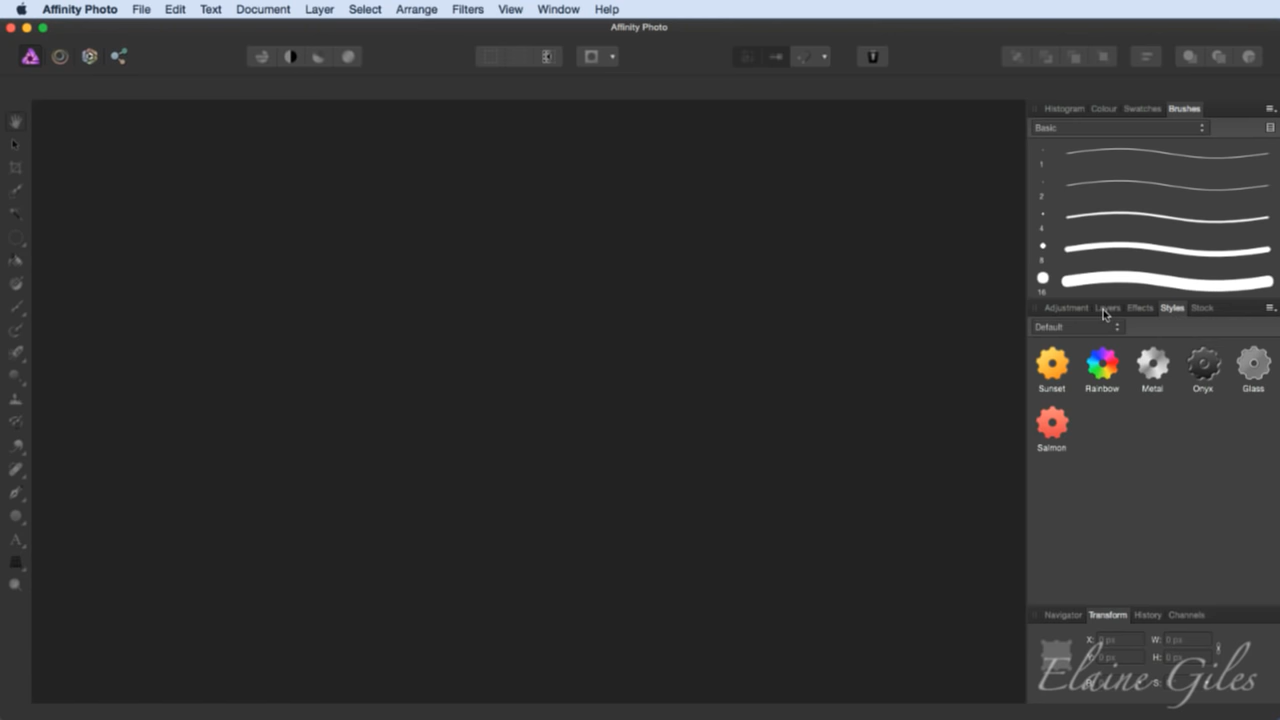 Affinity Photo File Edit Text Document Layer Select Arrange Filters View Window Help
Affinity Photo
Histogram Colour Swatches Brushes
Basic
1
2
4
8
16
Adjustment Layers Effects Styles Stock
Default
Sunset Rainbow Metal Onyx Glass
Salmon
Navigator Transform History Channels
X: 0 px W: 0 px
0 px H: 0 px
S:
Elaine Giles